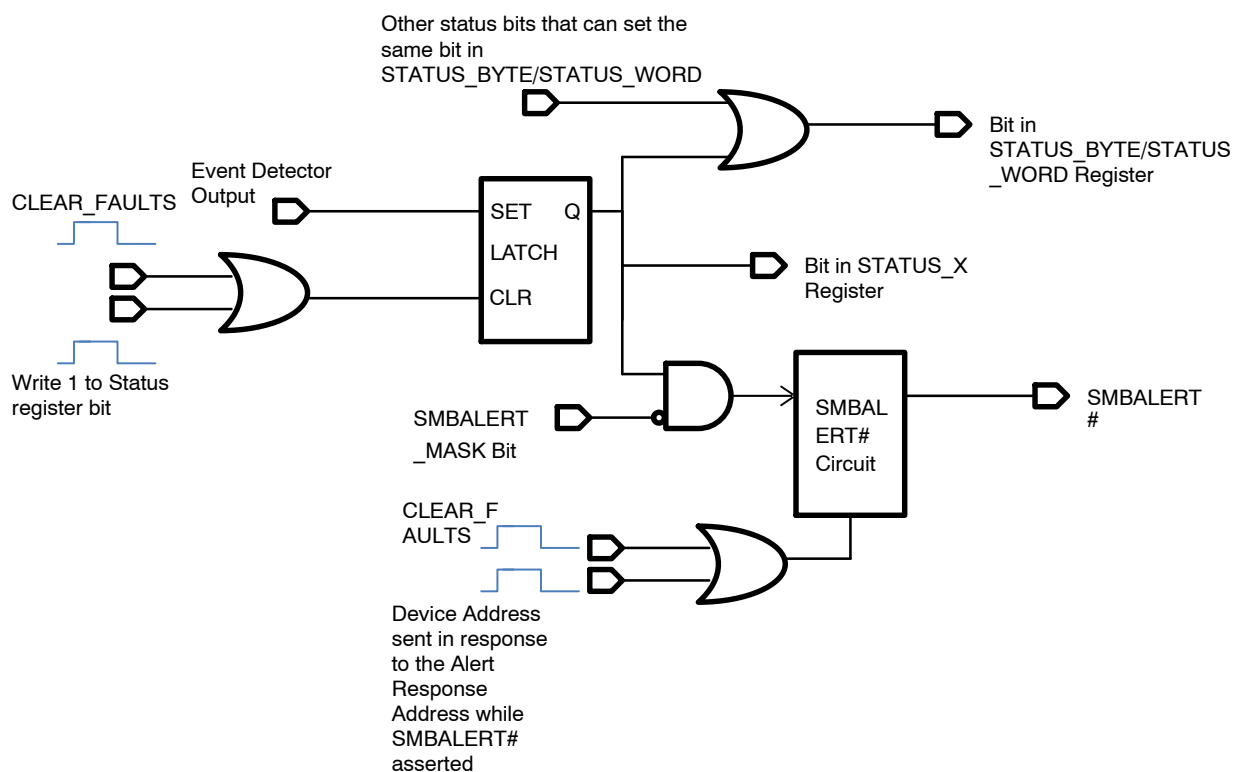 Other status bits that can set the
same bit in
STATUS_BYTE/STATUS_WORD
Bit in
STATUS_BYTE/STATUS
_WORD Register
Event Detector
Output
CLEAR_FAULTS
SET Q
LATCH
CLR
Bit in STATUS_X
Register
Write 1 to Status
register bit
SMBALERT
_MASK Bit
SMBAL
ERT#
Circuit
SMBALERT
#
CLEAR_F
AULTS
Device Address
sent in response
to the Alert
Response
Address while
SMBALERT#
asserted